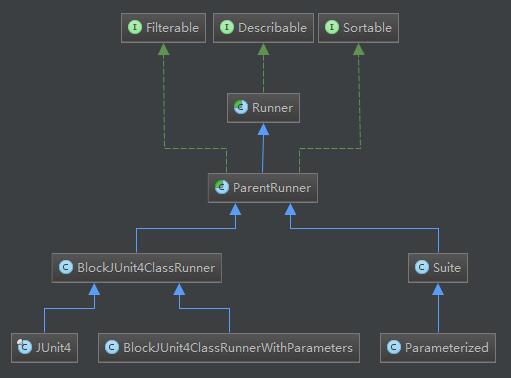 Filterable Describable Sortable
Runner
ParentRunner
BlockJUnit4ClassRunner Suite
JUnit4 BlockJUnit4ClassRunnerWithParameters Parameterized